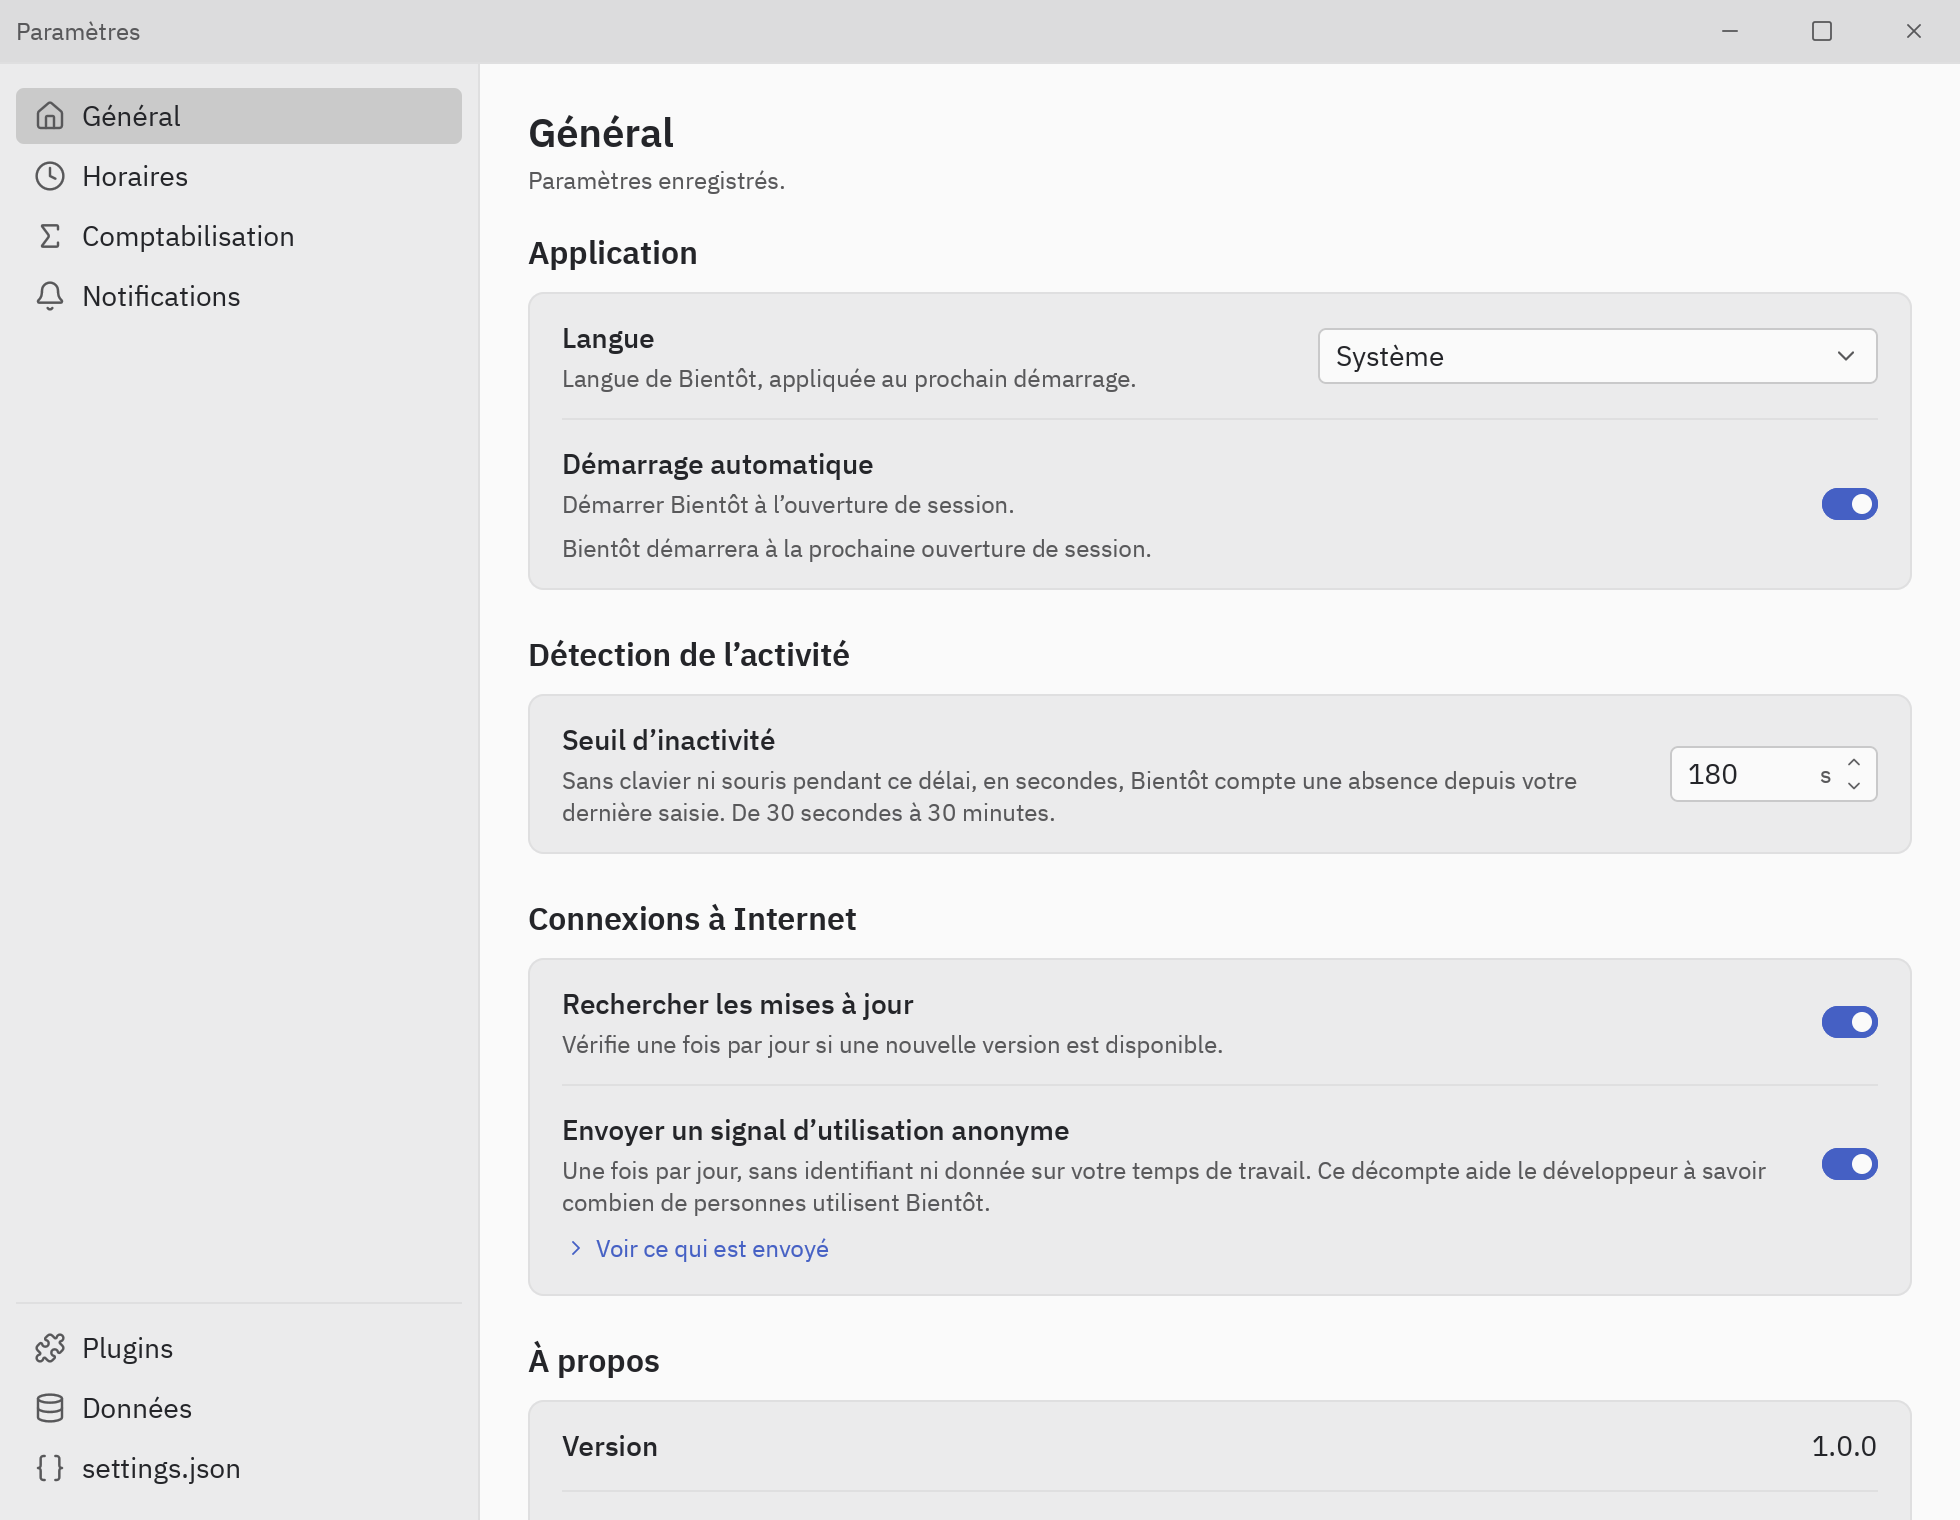 Paramètres
Général
Horaires
Comptabilisation
Notifications
Plugins
Données
settings.json
Général
Paramètres enregistrés.
Application
Langue
Langue de Bientôt, appliquée au prochain démarrage.
Système
Démarrage automatique
Démarrer Bientôt à l’ouverture de session.
Bientôt démarrera à la prochaine ouverture de session.
Détection de l’activité
Seuil d’inactivité
Sans clavier ni souris pendant ce délai, en secondes, Bientôt compte une absence depuis votre
dernière saisie. De 30 secondes à 30 minutes.
180 s
Connexions à Internet
Rechercher les mises à jour
Vérifie une fois par jour si une nouvelle version est disponible.
Envoyer un signal d’utilisation anonyme
Une fois par jour, sans identifiant ni donnée sur votre temps de travail. Ce décompte aide le développeur à savoir
combien de personnes utilisent Bientôt.
Voir ce qui est envoyé
À propos
Version
1.0.0